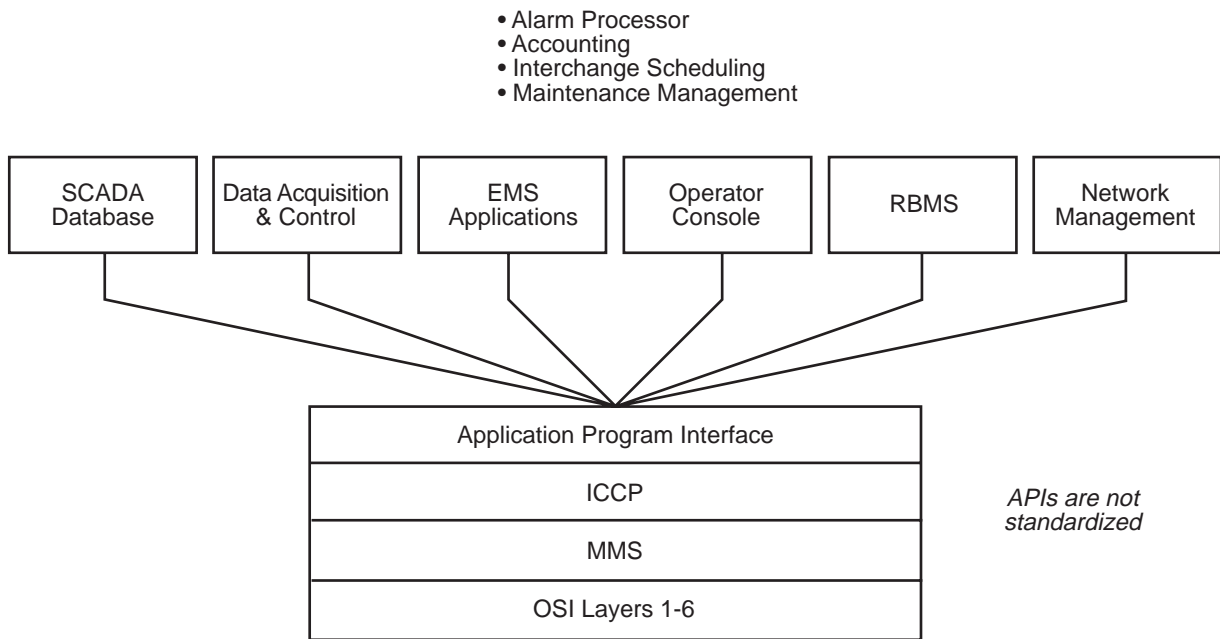 • Alarm Processor
• Accounting
• Interchange Scheduling
• Maintenance Management
SCADA
Database
Data Acquisition
& Control
EMS
Applications
Operator
Console
RBMS
Network
Management
Application Program Interface
ICCP
APIs are not
standardized
MMS
OSI Layers 1-6